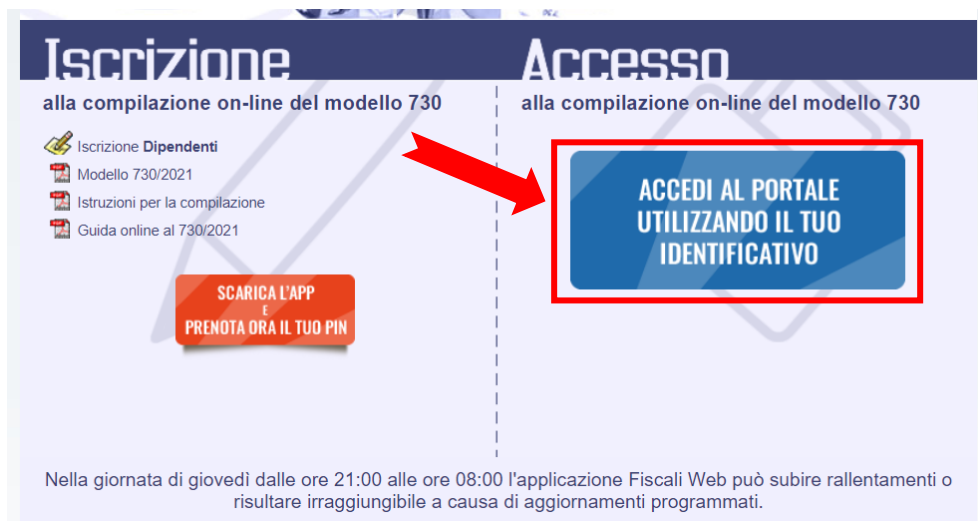 Iscrizione
alla compilazione on-line del modello 730
Iscrizione Dipendenti
Modello 730/2021
Istruzioni per la compilazione
Guida online al 730/2021
SCARICA L'APP
E
PRENOTA ORA IL TUO PIN
Accesso
alla compilazione on-line del modello 730
ACCEDI AL PORTALE
UTILIZZANDO IL TUO
IDENTIFICATIVO
Nella giornata di giovedì dalle ore 21:00 alle ore 08:00 l'applicazione Fiscali Web può subire rallentamenti o
risultare irraggiungibile a causa di aggiornamenti programmati.